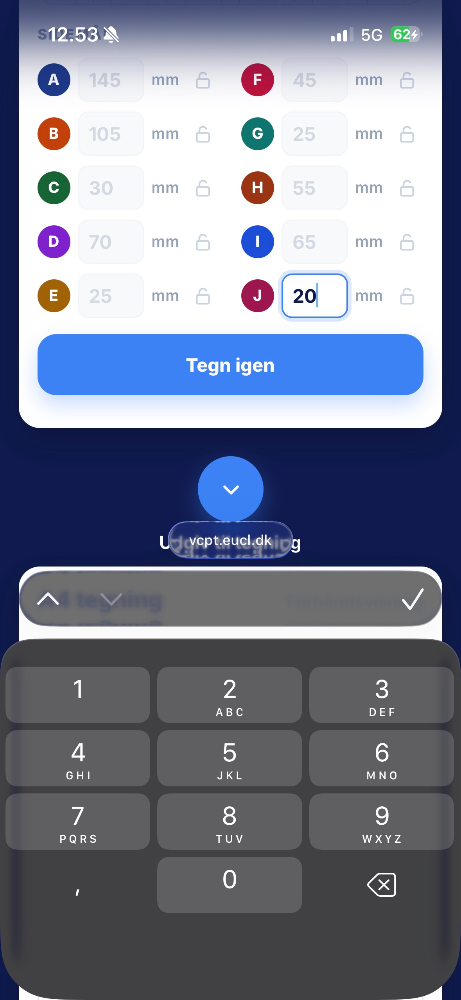 12.53 5G 62
A 145 mm F 45 mm
B 105 mm G 25 mm
C 30 mm H 55 mm
D 70 mm I 65 mm
E 25 mm J 20 mm
Tegn igen
vcpt.eucl.dk
A4 tegning
1 2 3
ABC DEF
4 5 6
GHI JKL MNO
7 8 9
PQRS TUV WXYZ
, 0